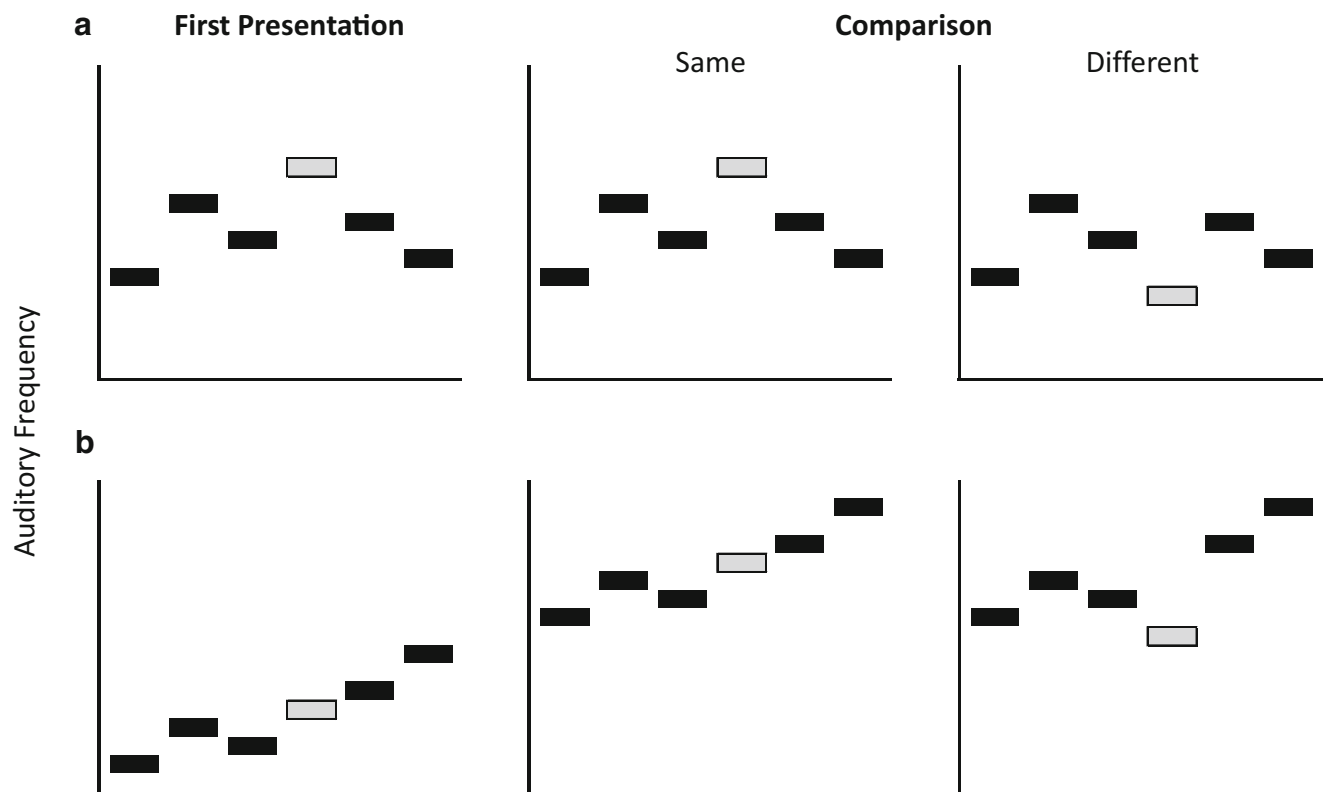 a First Presentation Comparison
Same Different
Auditory Frequency
b